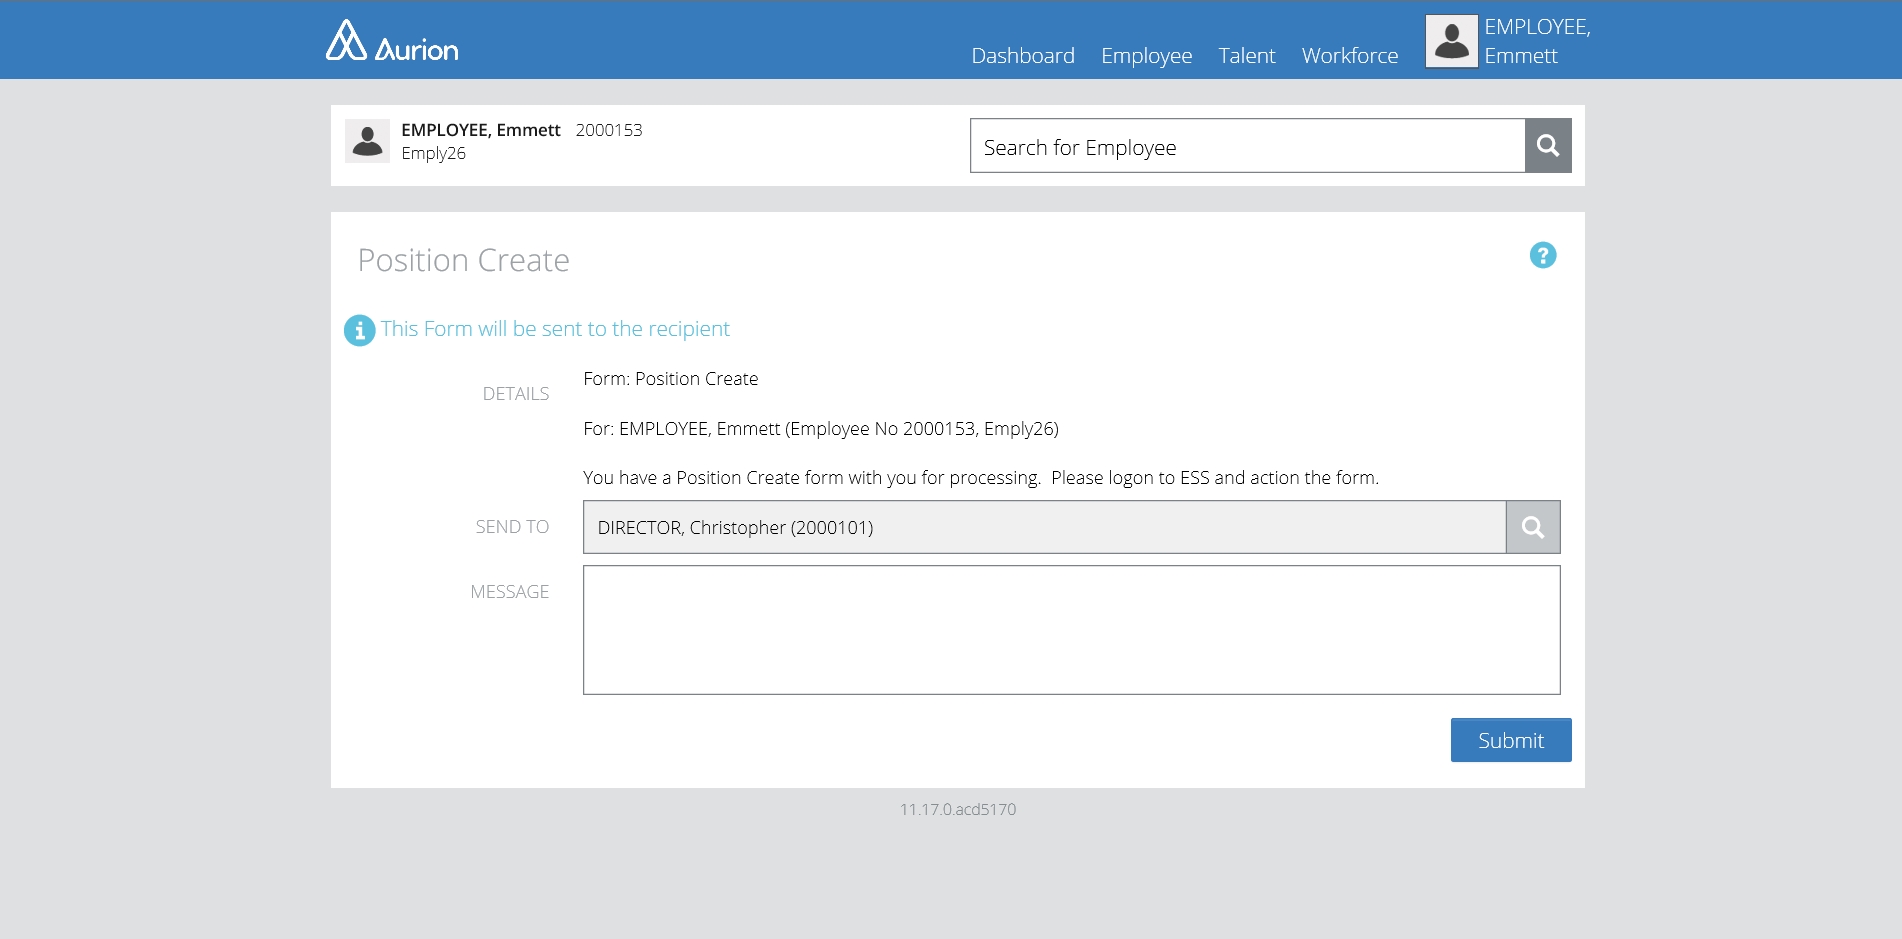 Aurion
Dashboard Employee Talent Workforce
EMPLOYEE,
Emmett
EMPLOYEE, Emmett 2000153
Emply26
Search for Employee
Position Create
?
i This Form will be sent to the recipient
DETAILS
Form: Position Create
For: EMPLOYEE, Emmett (Employee No 2000153, Emply26)
You have a Position Create form with you for processing.  Please logon to ESS and action the form.
SEND TO
DIRECTOR, Christopher (2000101)
MESSAGE
Submit
11.17.0.acd5170